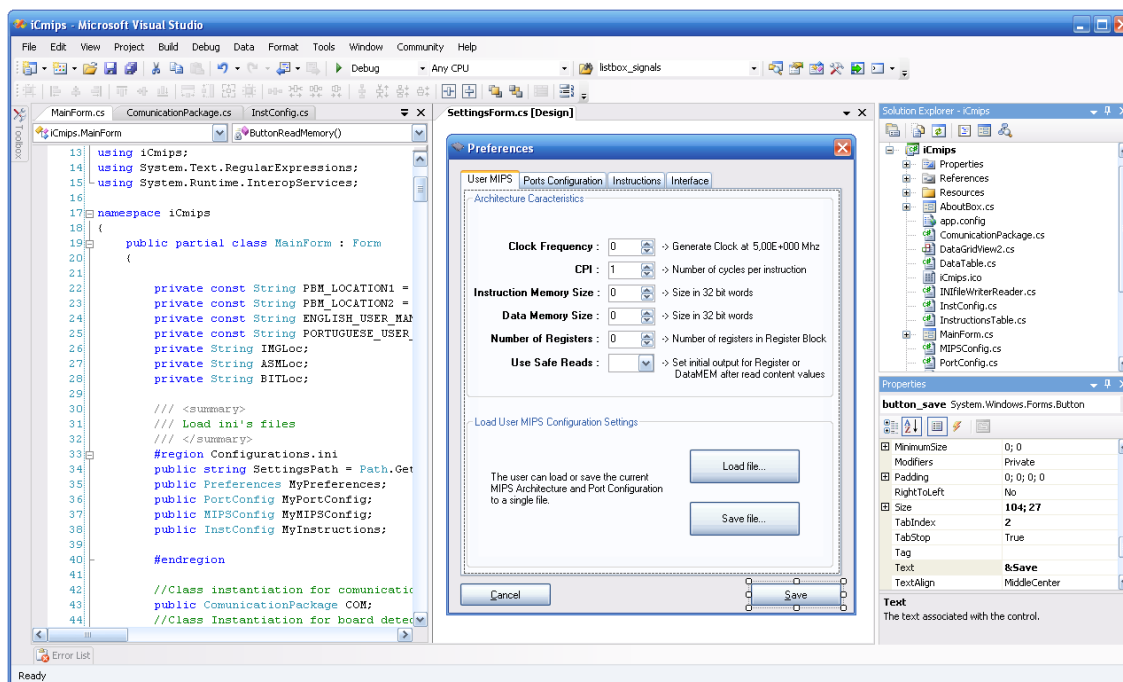 iCmips - Microsoft Visual Studio
File Edit View Project Build Debug Data Format Tools Window Community Help
Debug Any CPU listbox_signals
Toolbox
MainForm.cs ComunicationPackage.cs InstConfig.cs
iCmips.MainForm ButtonReadMemory()
13 using iCmips;
14 using System.Text.RegularExpressions;
15 using System.Runtime.InteropServices;
16
17 namespace iCmips
18 {
19 public partial class MainForm : Form
20 {
21
22 private const String PBM_LOCATION1 =
23 private const String PBM_LOCATION2 =
24 private const String ENGLISH_USER_MAN
25 private const String PORTUGUESE_USER_
26 private String IMGLoc;
27 private String ASMLoc;
28 private String BITLoc;
29
30 /// <summary>
31 /// Load ini's files
32 /// </summary>
33 #region Configurations.ini
34 public string SettingsPath = Path.Get
35 public Preferences MyPreferences;
36 public PortConfig MyPortConfig;
37 public MIPSConfig MyMIPSConfig;
38 public InstConfig MyInstructions;
39
40 #endregion
41
42 //Class instantiation for comunicatio
43 public ComunicationPackage COM;
44 //Class Instantiation for board detec
SettingsForm.cs [Design]
Preferences
User MIPS Ports Configuration Instructions Interface
Architecture Caracteristics
Clock Frequency : 0 -> Generate Clock at 5,00E+000 Mhz
CPI : 1 -> Number of cycles per instruction
Instruction Memory Size : 0 -> Size in 32 bit words
Data Memory Size : 0 -> Size in 32 bit words
Number of Registers : 0 -> Number of registers in Register Block
Use Safe Reads : -> Set initial output for Register or
DataMEM after read content values
Load User MIPS Configuration Settings
The user can load or save the current
MIPS Architecture and Port Configuration
to a single file.
Load file...
Save file...
Cancel Save
Solution Explorer - iCmips
iCmips
Properties
References
Resources
AboutBox.cs
app.config
ComunicationPackage.cs
DataGridView2.cs
DataTable.cs
iCmips.ico
INIfileWriterReader.cs
InstConfig.cs
InstructionsTable.cs
MainForm.cs
MIPSConfig.cs
PortConfig.cs
Properties
button_save System.Windows.Forms.Button
MinimumSize 0; 0
Modifiers Private
Padding 0; 0; 0; 0
RightToLeft No
Size 104; 27
TabIndex 2
TabStop True
Tag
Text &Save
TextAlign MiddleCenter
Text
The text associated with the control.
Error List
Ready